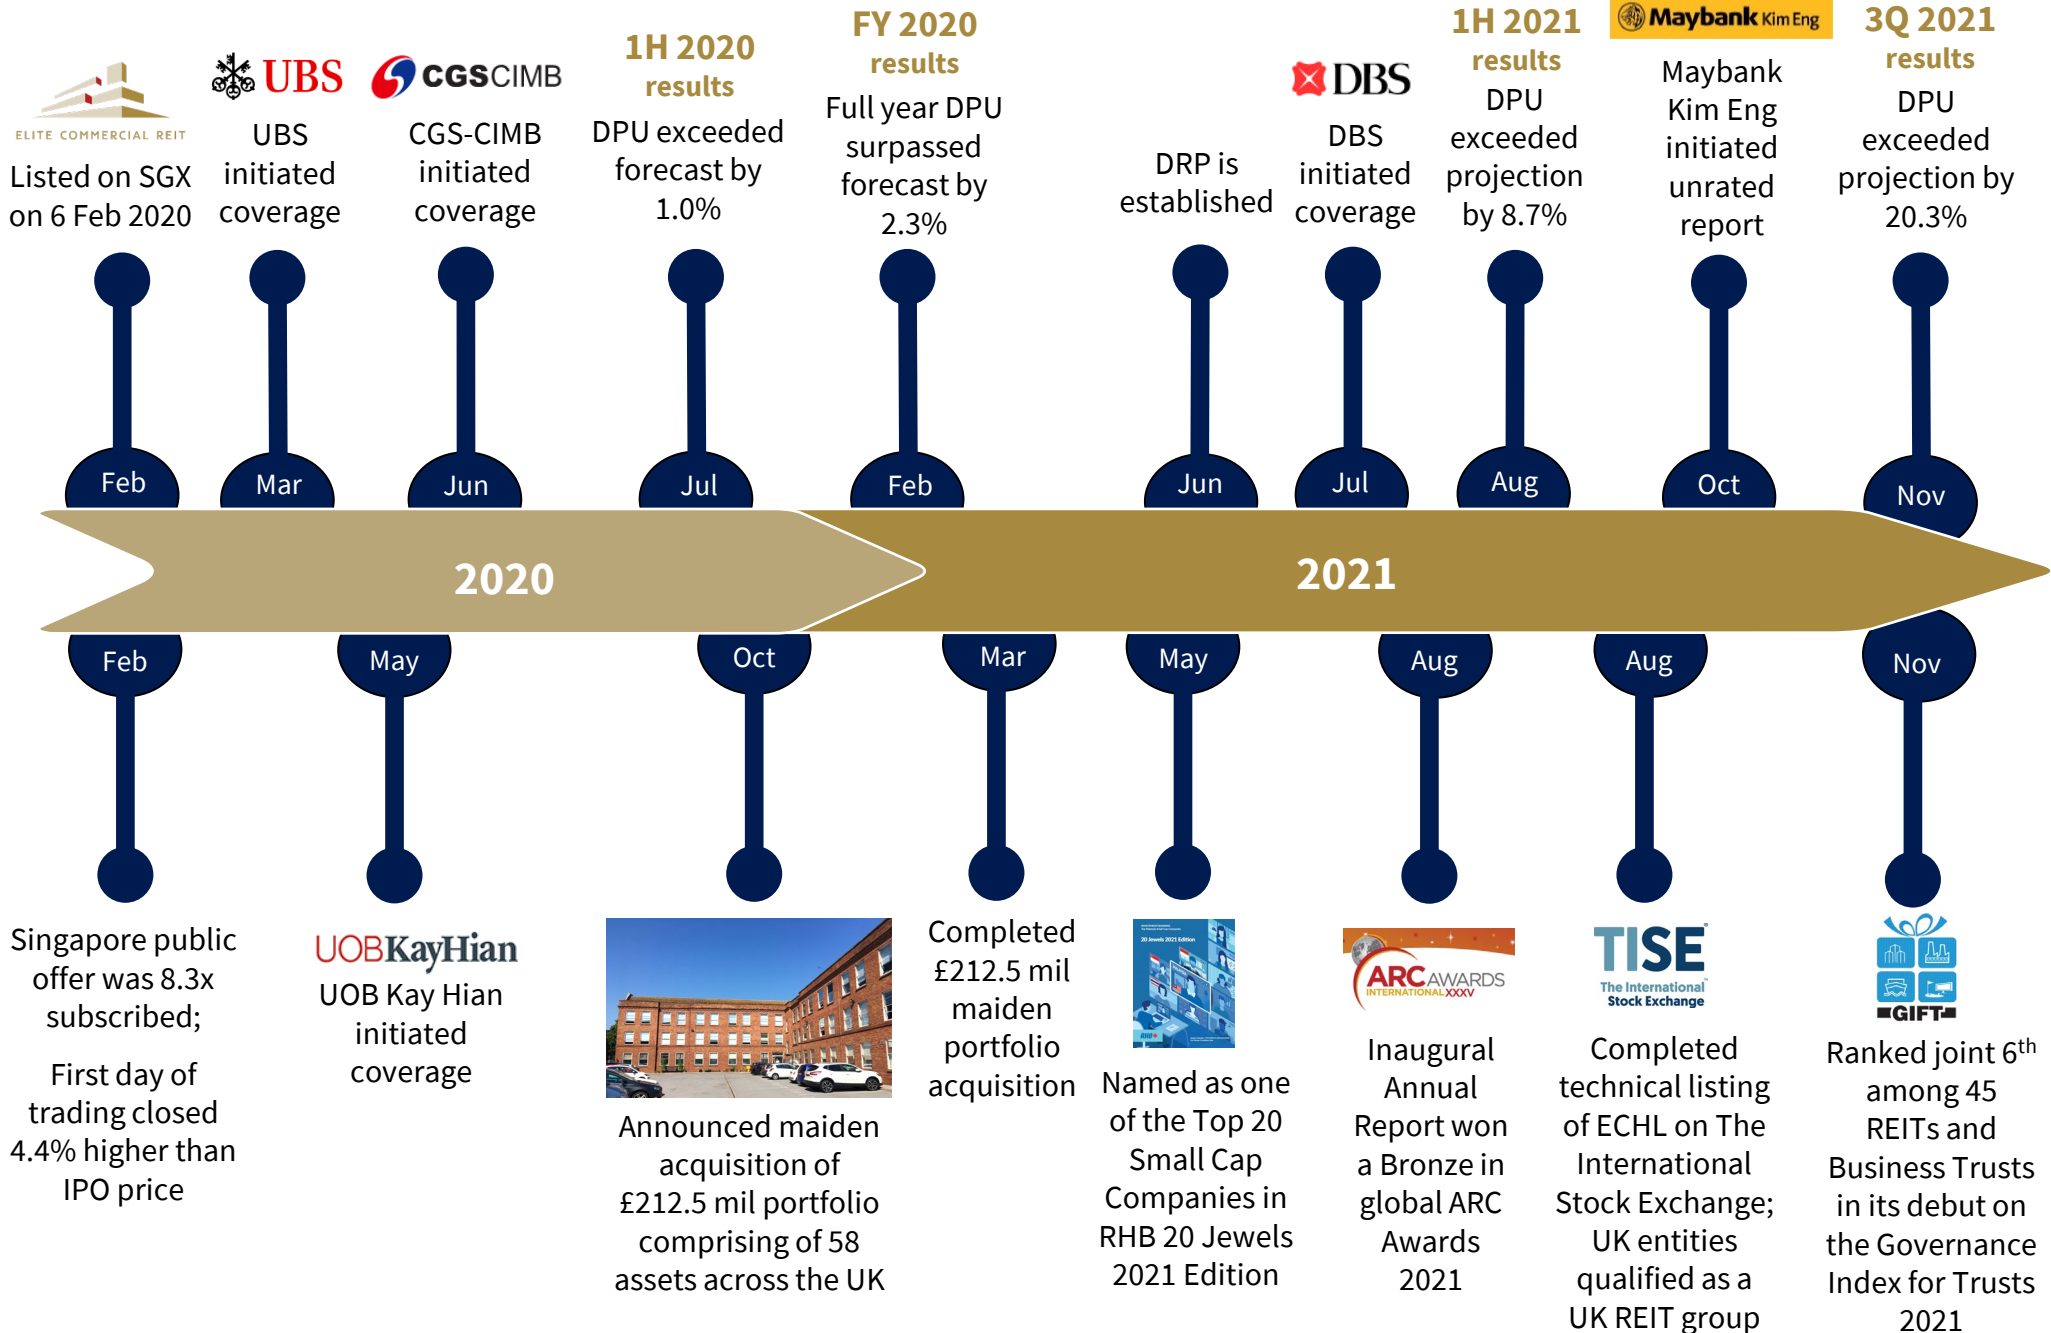 ELITE COMMERCIAL REIT
Listed on SGX
on 6 Feb 2020
UBS
UBS
initiated
coverage
CGS CIMB
CGS-CIMB
initiated
coverage
1H 2020
results
DPU exceeded
forecast by
1.0%
FY 2020
results
Full year DPU
surpassed
forecast by
2.3%
DRP is
established
DBS
DBS
initiated
coverage
1H 2021
results
DPU
exceeded
projection
by 8.7%
Maybank Kim Eng
Maybank
Kim Eng
initiated
unrated
report
3Q 2021
results
DPU
exceeded
projection by
20.3%
Feb
Mar
Jun
Jul
Feb
Jun
Jul
Aug
Oct
Nov
2020
2021
Feb
May
Oct
Mar
May
Aug
Aug
Nov
Singapore public
offer was 8.3x
subscribed;
First day of
trading closed
4.4% higher than
IPO price
UOBKayHian
UOB Kay Hian
initiated
coverage
Announced maiden
acquisition of
£212.5 mil portfolio
comprising of 58
assets across the UK
Completed
£212.5 mil
maiden
portfolio
acquisition
20 Jewels 2021 Edition
RHB
Named as one
of the Top 20
Small Cap
Companies in
RHB 20 Jewels
2021 Edition
ARC AWARDS
INTERNATIONAL XXXV
Inaugural
Annual
Report won
a Bronze in
global ARC
Awards
2021
TISE
The International
Stock Exchange
Completed
technical listing
of ECHL on The
International
Stock Exchange;
UK entities
qualified as a
UK REIT group
GIFT
Ranked joint 6th
among 45
REITs and
Business Trusts
in its debut on
the Governance
Index for Trusts
2021